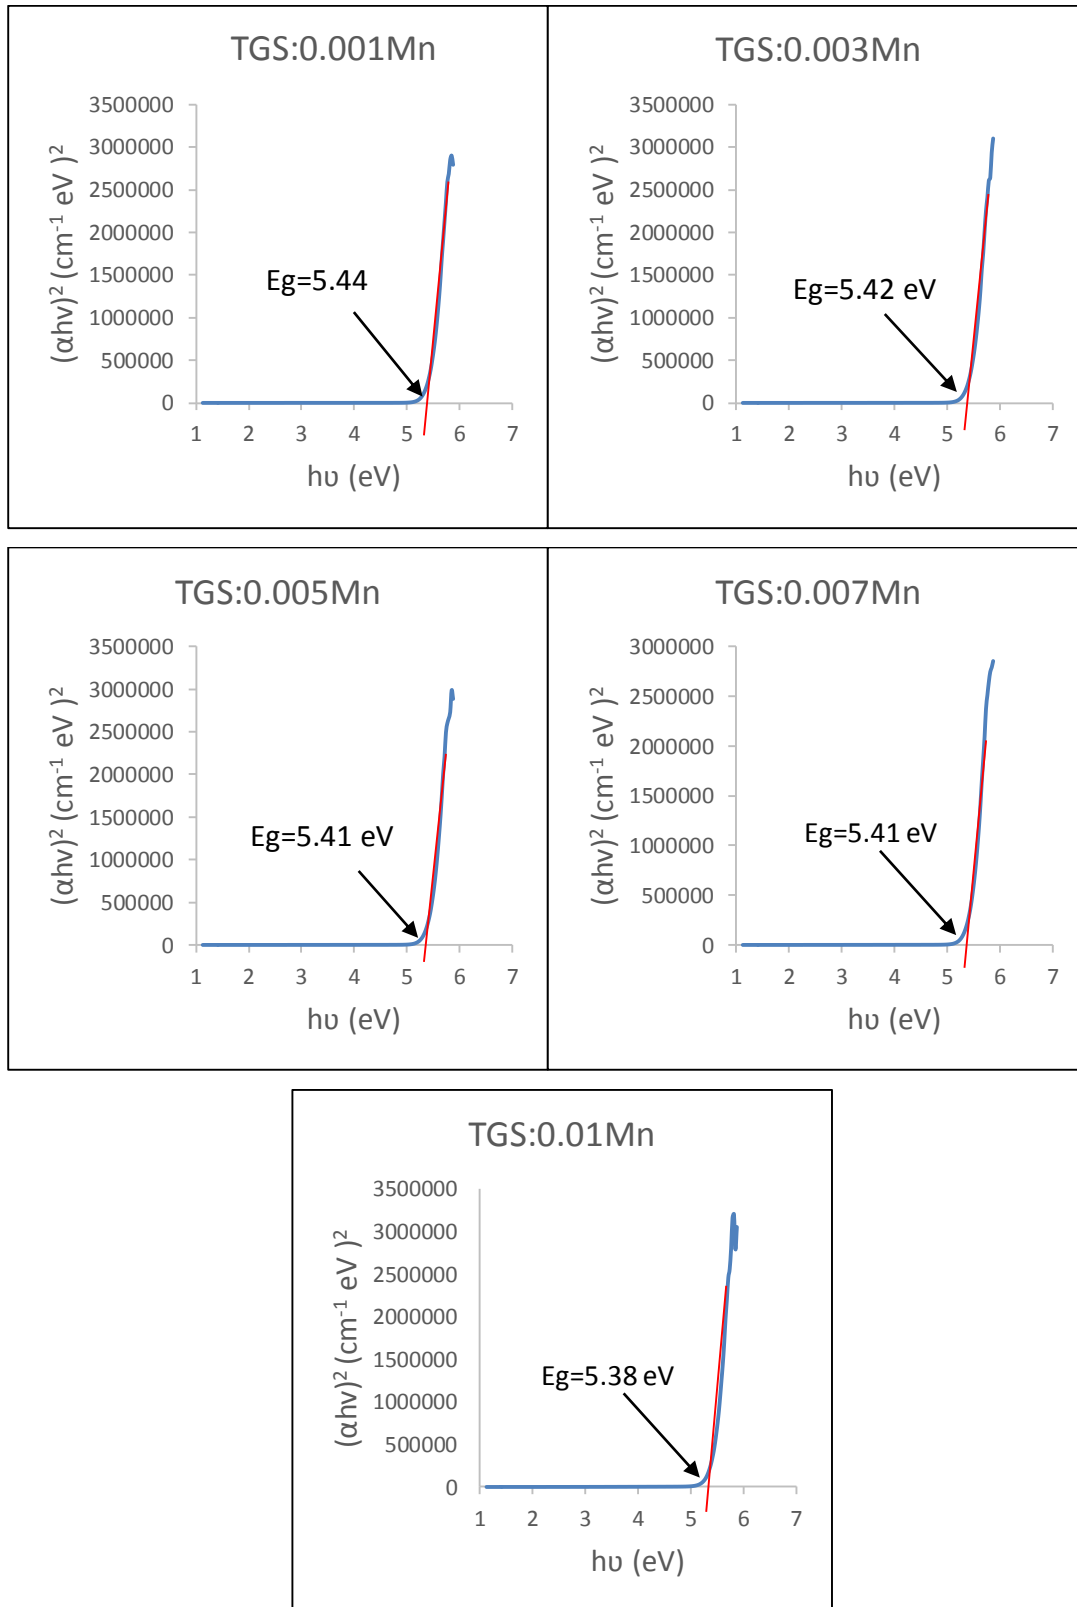 TGS:0.001Mn
3500000
3000000
2500000
2000000
1500000
1000000
500000
0
(αhν)² (cm⁻¹ eV )²
Eg=5.44
1 2 3 4 5 6 7
hυ (eV)
TGS:0.003Mn
3500000
3000000
2500000
2000000
1500000
1000000
500000
0
(αhν)² (cm⁻¹ eV )²
Eg=5.42 eV
1 2 3 4 5 6 7
hυ (eV)
TGS:0.005Mn
3500000
3000000
2500000
2000000
1500000
1000000
500000
0
(αhν)² (cm⁻¹ eV )²
Eg=5.41 eV
1 2 3 4 5 6 7
hυ (eV)
TGS:0.007Mn
3000000
2500000
2000000
1500000
1000000
500000
0
(αhν)² (cm⁻¹ eV )²
Eg=5.41 eV
1 2 3 4 5 6 7
hυ (eV)
TGS:0.01Mn
3500000
3000000
2500000
2000000
1500000
1000000
500000
0
(αhν)² (cm⁻¹ eV )²
Eg=5.38 eV
1 2 3 4 5 6 7
hυ (eV)